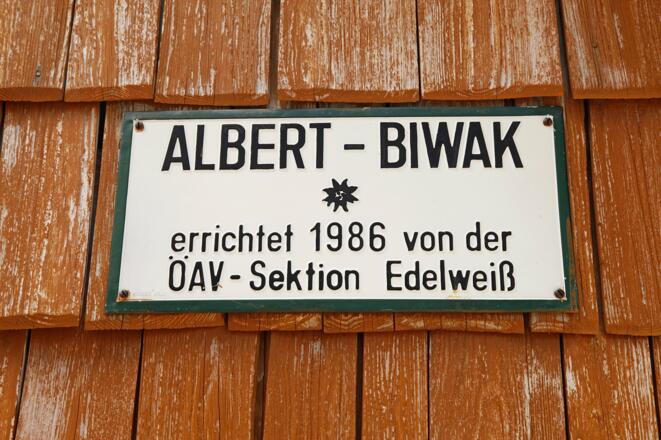 ALBERT - BIWAK
errichtet 1986 von der
ÖAV - Sektion Edelweiß